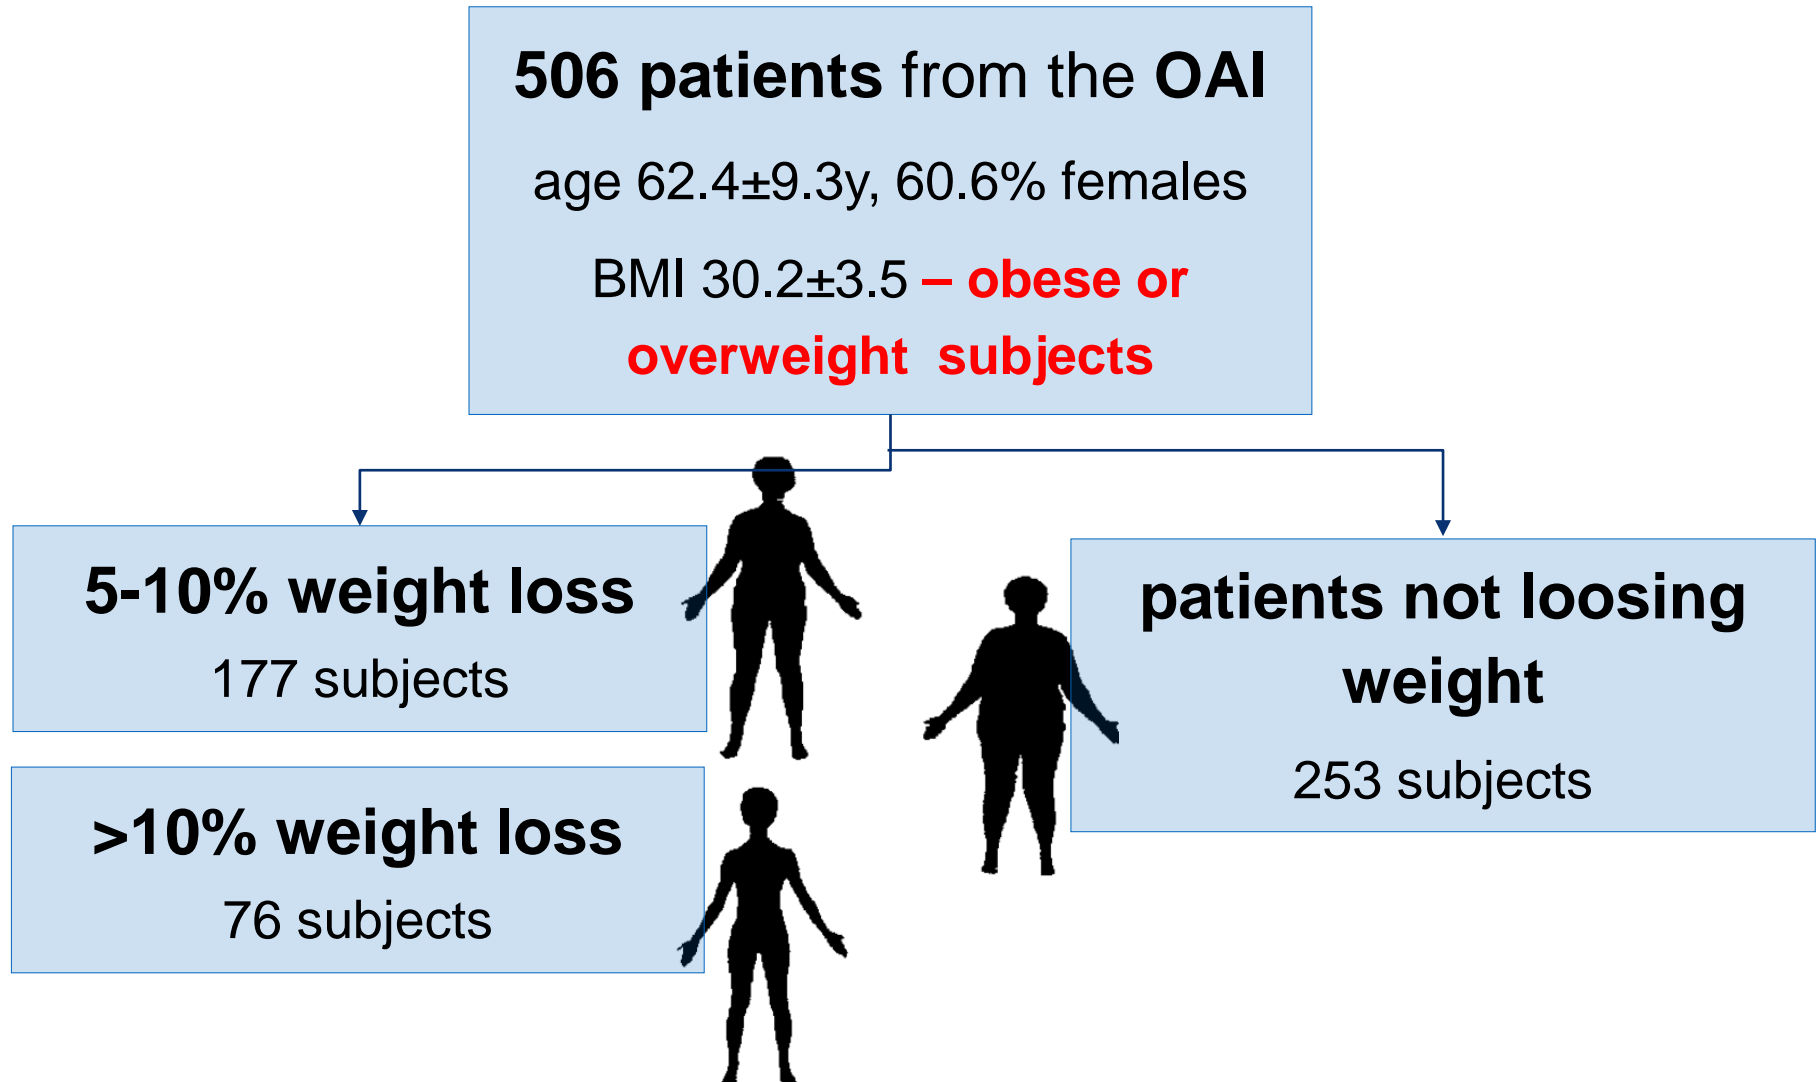 506 patients from the OAI
age 62.4±9.3y, 60.6% females
BMI 30.2±3.5 – obese or
overweight subjects
5-10% weight loss
177 subjects
>10% weight loss
76 subjects
patients not loosing
weight
253 subjects